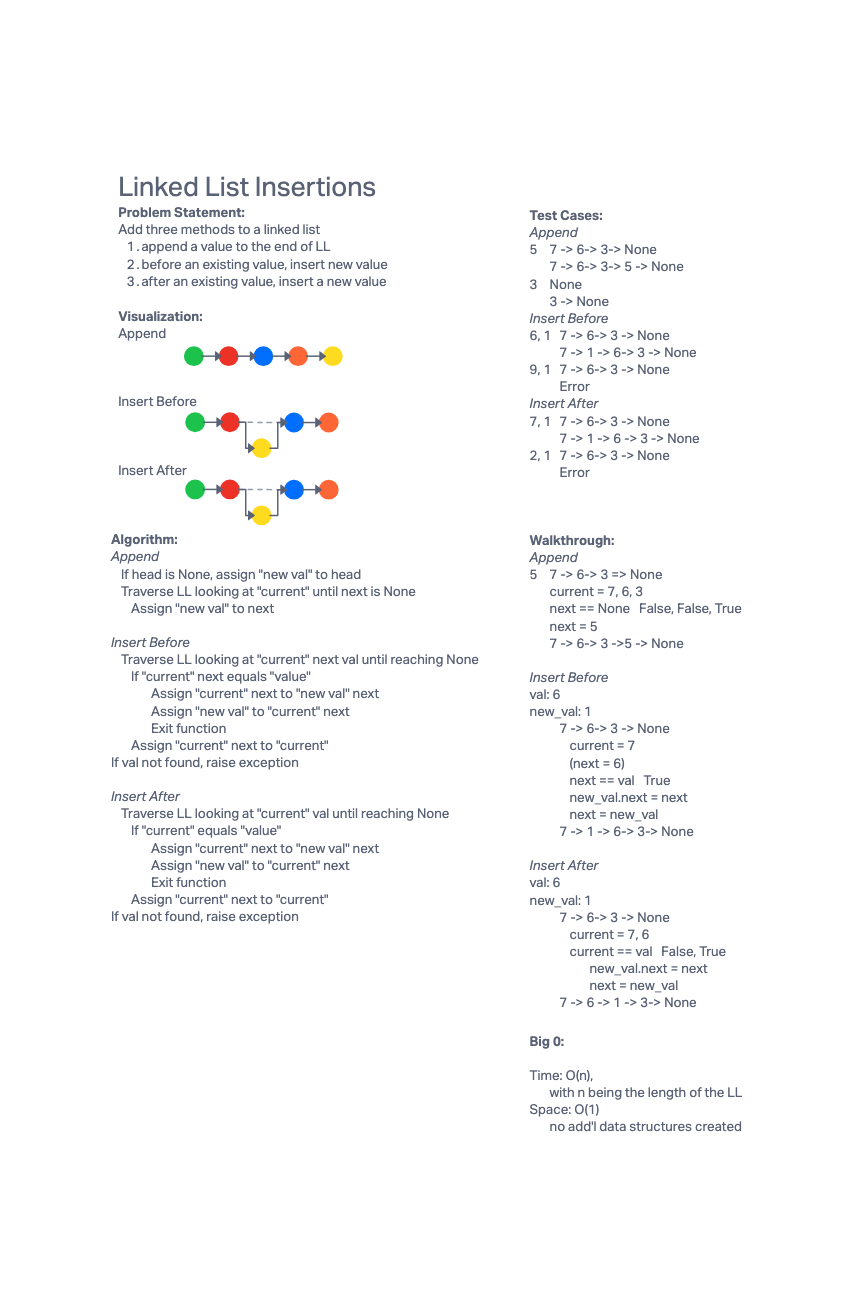 Linked List Insertions
Problem Statement:
Add three methods to a linked list
1. append a value to the end of LL
2. before an existing value, insert new value
3. after an existing value, insert a new value
Visualization:
Append
Insert Before
Insert After
Algorithm:
Append
If head is None, assign "new val" to head
Traverse LL looking at "current" until next is None
Assign "new val" to next
Insert Before
Traverse LL looking at "current" next val until reaching None
If "current" next equals "value"
Assign "current" next to "new val" next
Assign "new val" to "current" next
Exit function
Assign "current" next to "current"
If val not found, raise exception
Insert After
Traverse LL looking at "current" val until reaching None
If "current" equals "value"
Assign "current" next to "new val" next
Assign "new val" to "current" next
Exit function
Assign "current" next to "current"
If val not found, raise exception
Test Cases:
Append
5 7 -> 6-> 3-> None
7 -> 6-> 3-> 5 -> None
3 None
3 -> None
Insert Before
6, 1 7 -> 6-> 3 -> None
7 -> 1 -> 6-> 3 -> None
9, 1 7 -> 6-> 3 -> None
Error
Insert After
7, 1 7 -> 6-> 3 -> None
7 -> 1 -> 6 -> 3 -> None
2, 1 7 -> 6-> 3 -> None
Error
Walkthrough:
Append
5 7 -> 6-> 3 => None
current = 7, 6, 3
next == None False, False, True
next = 5
7 -> 6-> 3 ->5 -> None
Insert Before
val: 6
new_val: 1
7 -> 6-> 3 -> None
current = 7
(next = 6)
next == val True
new_val.next = next
next = new_val
7 -> 1 -> 6-> 3-> None
Insert After
val: 6
new_val: 1
7 -> 6-> 3 -> None
current = 7, 6
current == val False, True
new_val.next = next
next = new_val
7 -> 6 -> 1 -> 3-> None
Big 0:
Time: O(n),
with n being the length of the LL
Space: O(1)
no add'l data structures created